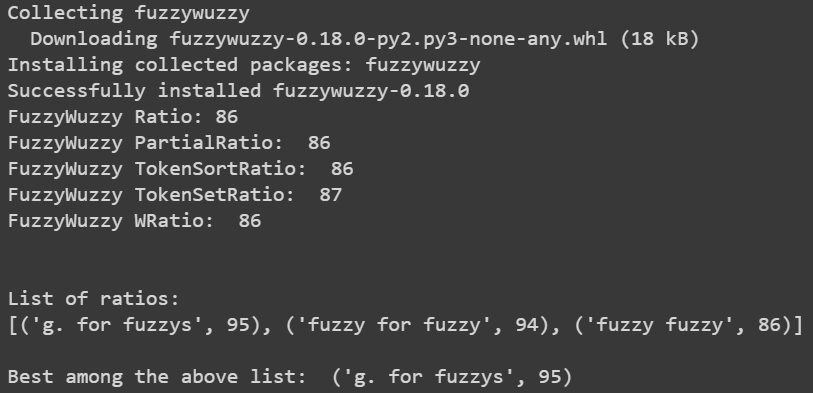 Collecting fuzzywuzzy
Downloading fuzzywuzzy-0.18.0-py2.py3-none-any.whl (18 kB)
Installing collected packages: fuzzywuzzy
Successfully installed fuzzywuzzy-0.18.0
FuzzyWuzzy Ratio: 86
FuzzyWuzzy PartialRatio:  86
FuzzyWuzzy TokenSortRatio:  86
FuzzyWuzzy TokenSetRatio:  87
FuzzyWuzzy WRatio:  86
List of ratios:
[('g. for fuzzys', 95), ('fuzzy for fuzzy', 94), ('fuzzy fuzzy', 86)]
Best among the above list:  ('g. for fuzzys', 95)